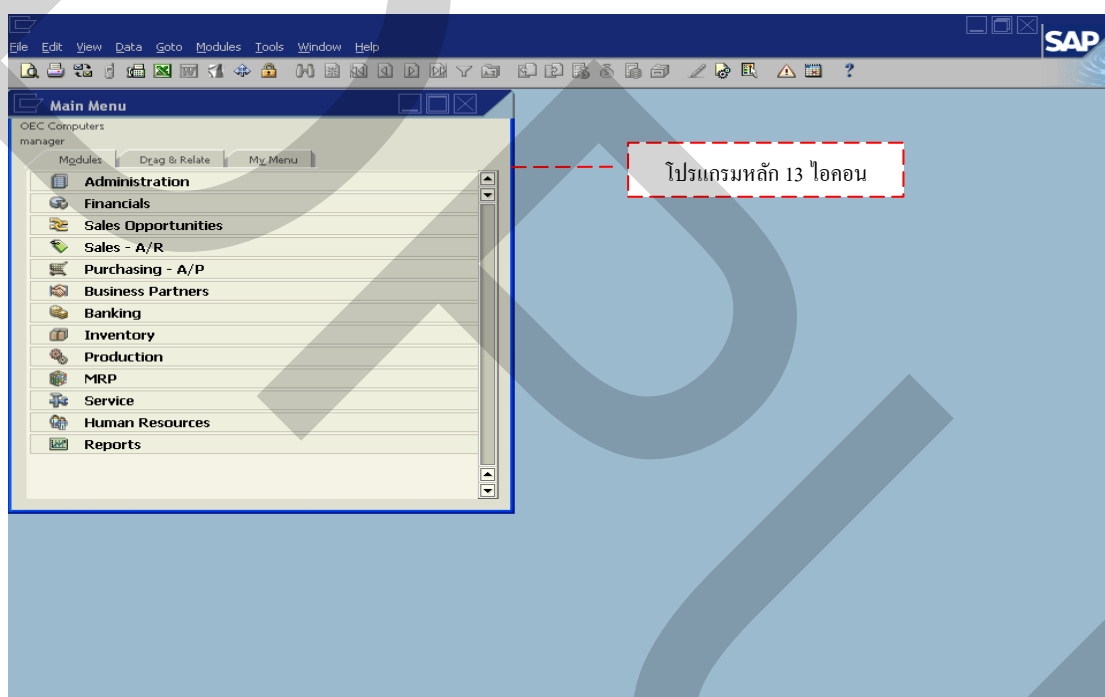 File Edit View Data Goto Modules Tools Window Help
SAP
Main Menu
OEC Computers
manager
Modules Drag & Relate My Menu
Administration
Financials
Sales Opportunities
Sales - A/R
Purchasing - A/P
Business Partners
Banking
Inventory
Production
MRP
Service
Human Resources
Reports
โปรแกรมหลัก 13 ไอคอน